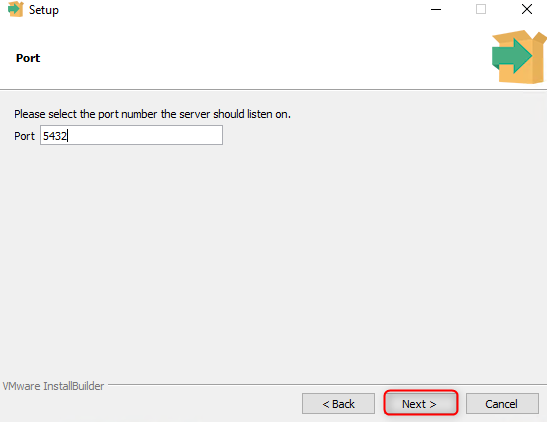 Setup
Port
Please select the port number the server should listen on.
Port 5432
VMware InstallBuilder
< Back Next > Cancel